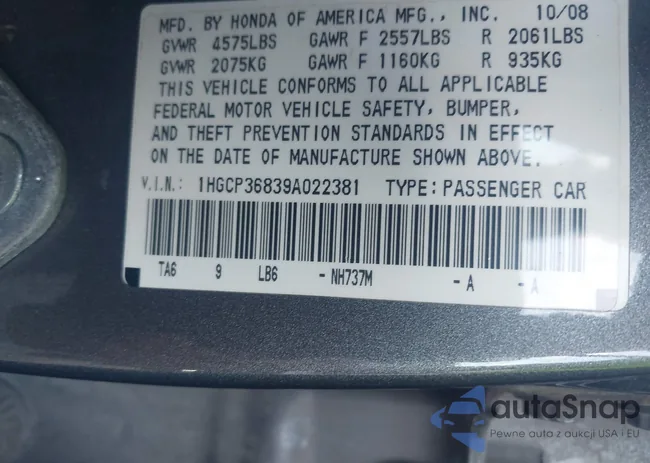 MFD. BY HONDA OF AMERICA MFG., INC. 10/08
GVWR 4575LBS GAWR F 2557LBS R 2061LBS
GVWR 2075KG GAWR F 1160KG R 935KG
THIS VEHICLE CONFORMS TO ALL APPLICABLE
FEDERAL MOTOR VEHICLE SAFETY, BUMPER,
AND THEFT PREVENTION STANDARDS IN EFFECT
ON THE DATE OF MANUFACTURE SHOWN ABOVE.
V.I.N.: 1HGCP36839A022381 TYPE: PASSENGER CAR
TA6 9 LB6 - NH737M - A - A
autaSnap
Pewne auta z aukcji USA i EU